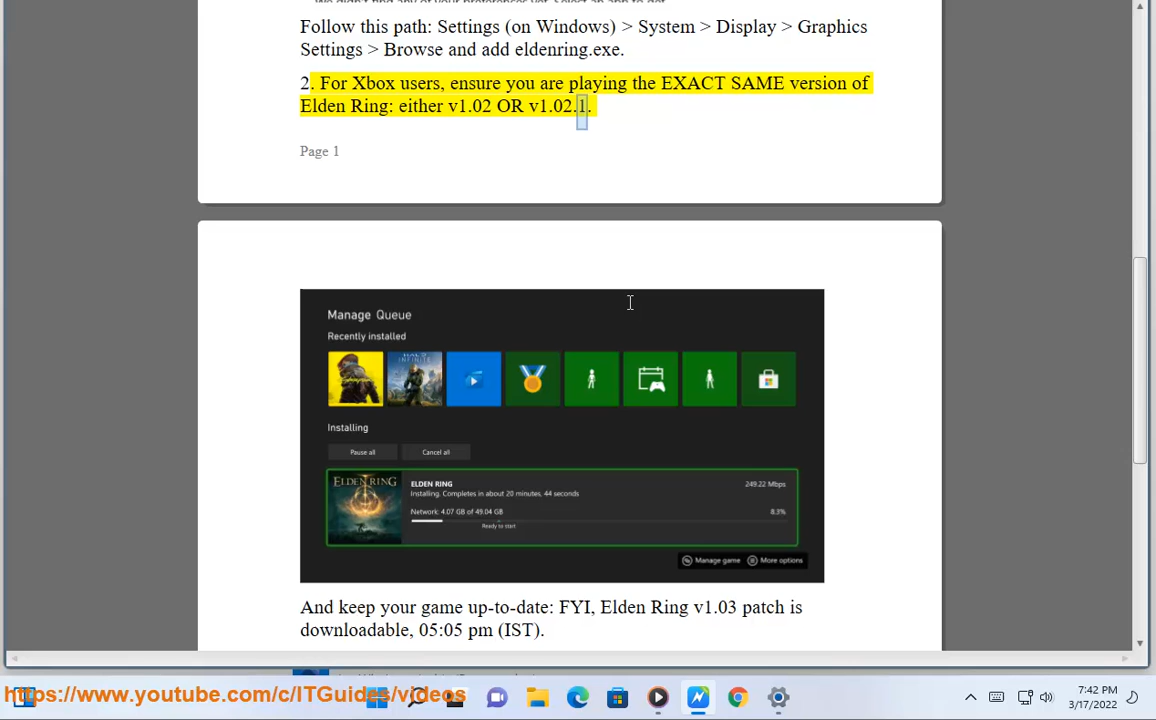 Follow this path: Settings (on Windows) > System > Display > Graphics
Settings > Browse and add eldenring.exe.
2. For Xbox users, ensure you are playing the EXACT SAME version of
Elden Ring: either v1.02 OR v1.02.1.
Page 1
Manage Queue
Recently installed
Installing
Pause all Cancel all
ELDEN RING
ELDEN RING 249.22 Mbps
Installing. Completes in about 20 minutes, 44 seconds
Network: 4.07 GB of 49.04 GB 8.3%
Ready to start
Manage game More options
And keep your game up-to-date: FYI, Elden Ring v1.03 patch is
downloadable, 05:05 pm (IST).
https://www.youtube.com/c/ITGuides/videos
7:42 PM
3/17/2022